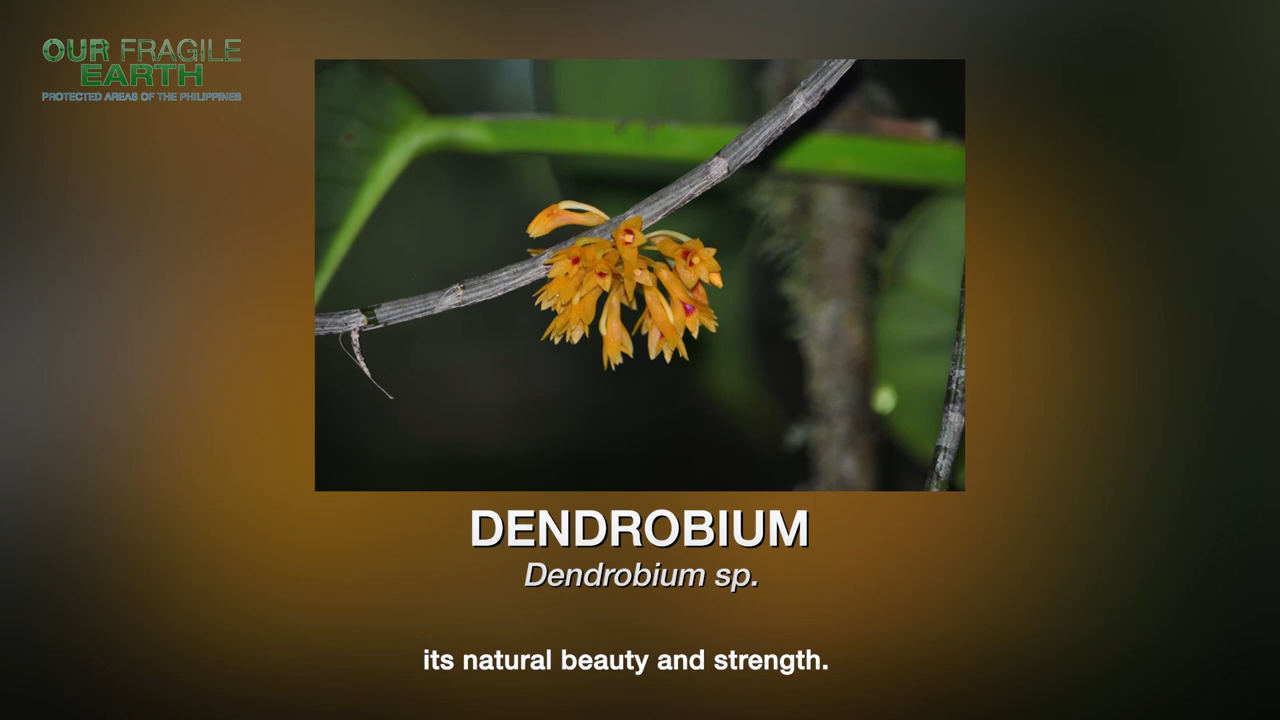 OUR FRAGILE
EARTH
PROTECTED AREAS OF THE PHILIPPINES
DENDROBIUM
Dendrobium sp.
its natural beauty and strength.